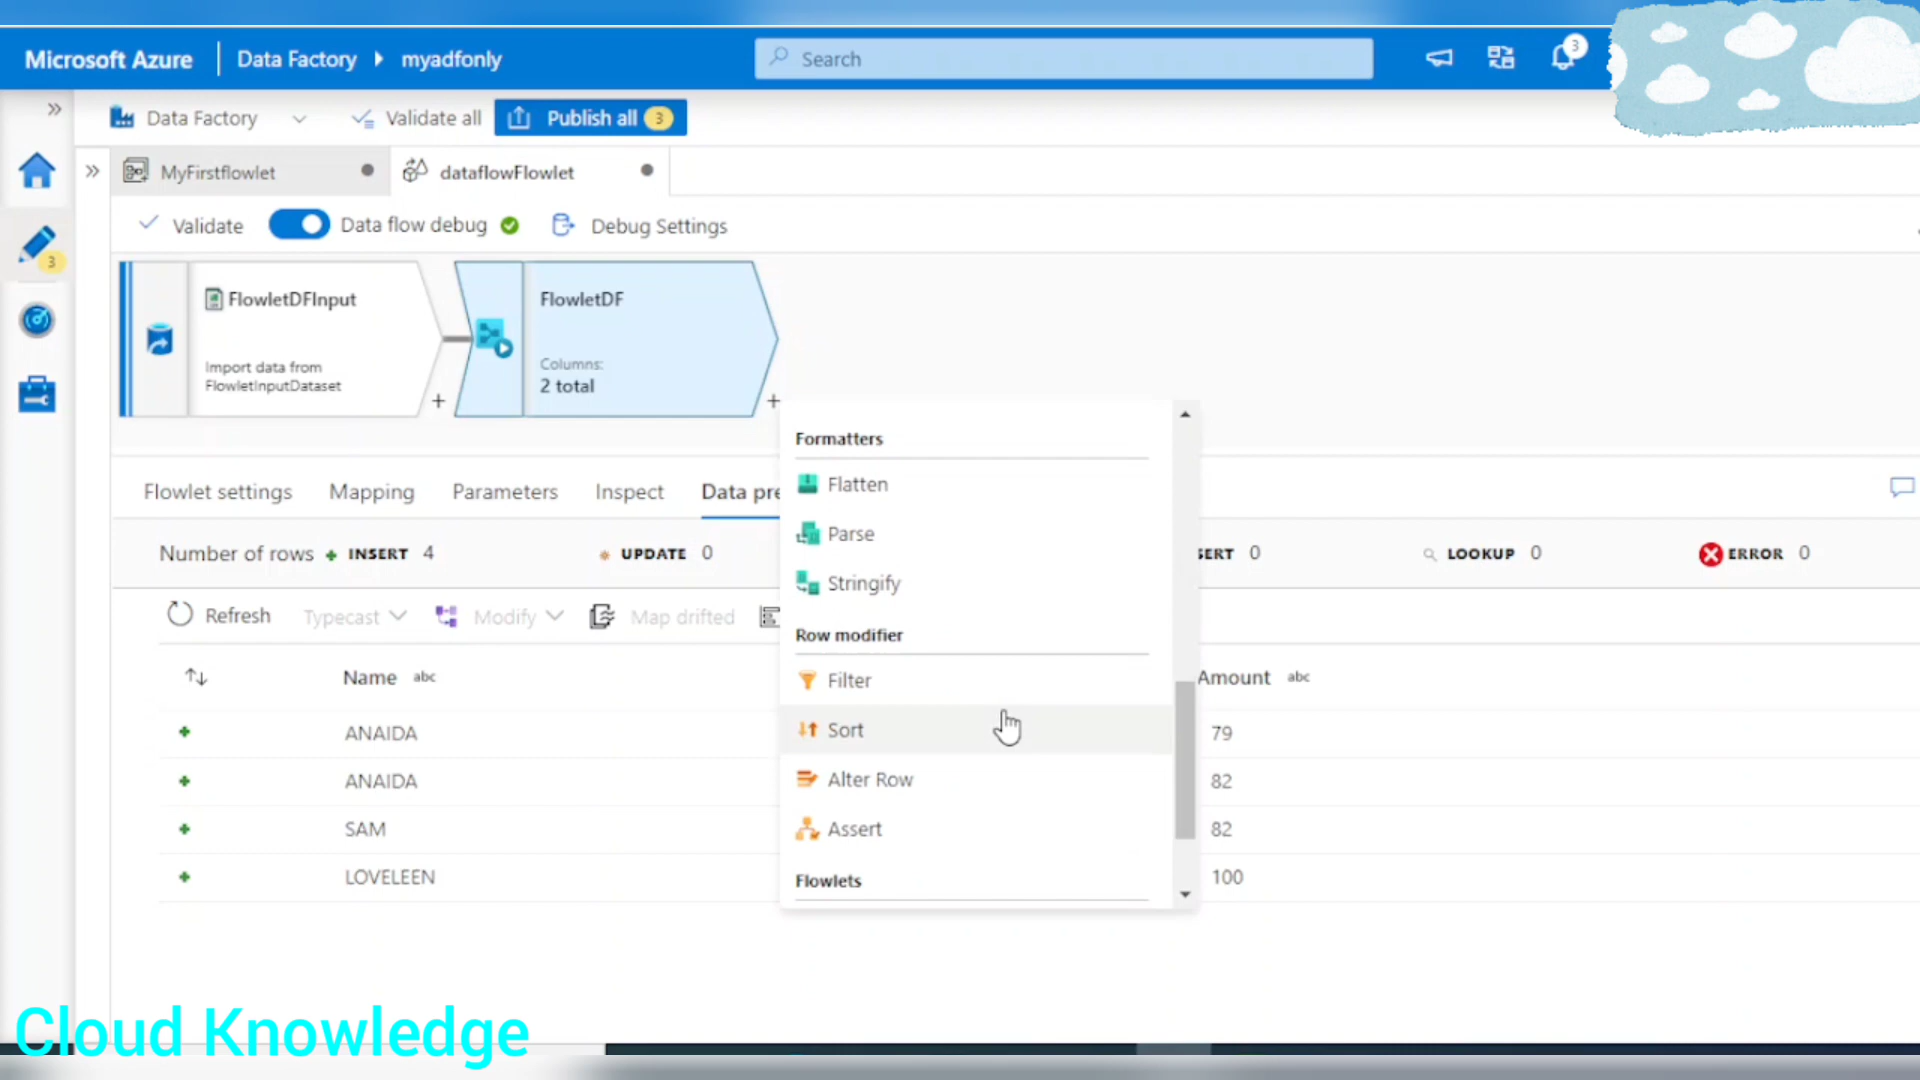 Microsoft Azure Data Factory myadfonly Search 3
Data Factory Validate all Publish all 3
MyFirstflowlet dataflowFlowlet
Validate Data flow debug Debug Settings
3
FlowletDFInput
Import data from
FlowletInputDataset
+
FlowletDF
Columns:
2 total
+
Formatters
Flatten
Parse
Stringify
Row modifier
Filter
Sort
Alter Row
Assert
Flowlets
Flowlet settings Mapping Parameters Inspect Data pre
Number of rows + INSERT 4 UPDATE 0 SERT 0 LOOKUP 0 ERROR 0
Refresh Typecast Modify Map drifted
Name abc Amount abc
ANAIDA 79
ANAIDA 82
SAM 82
LOVELEEN 100
Cloud Knowledge